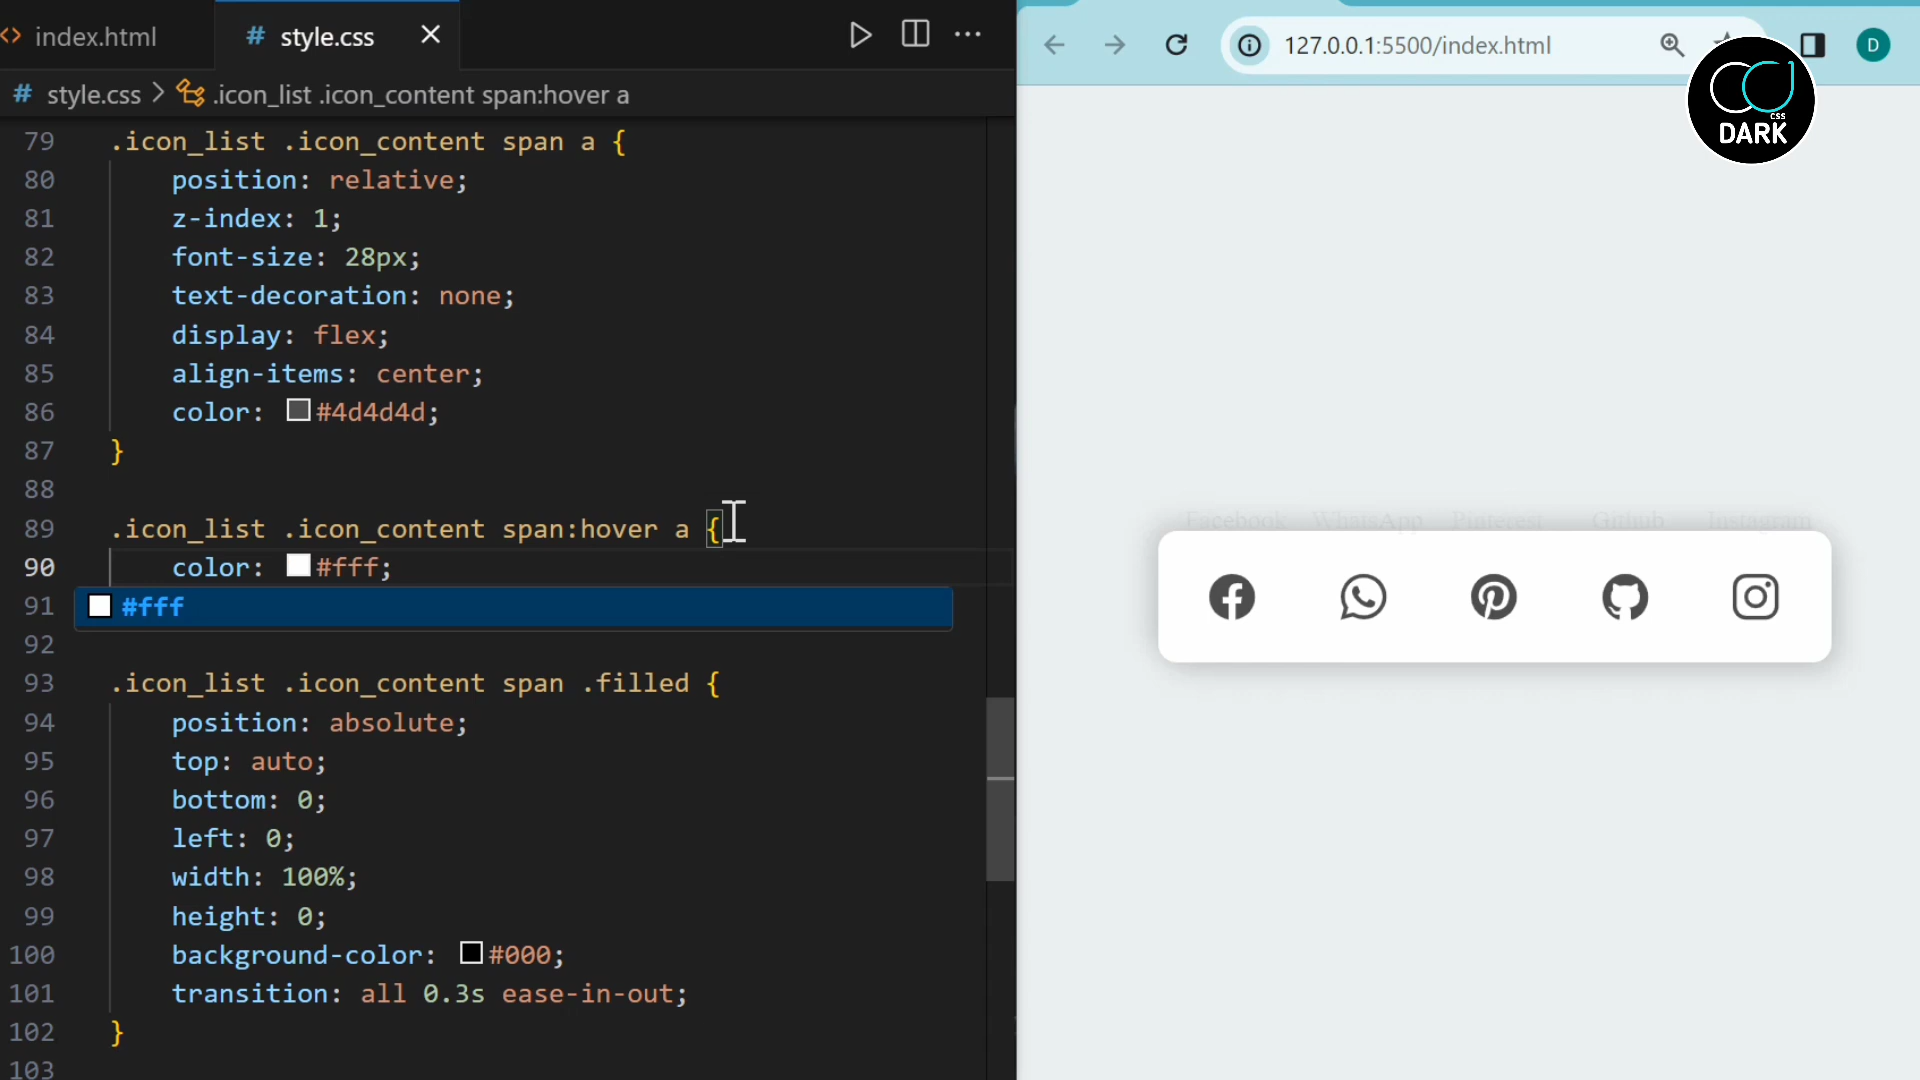 index.html
# style.css
127.0.0.1:5500/index.html
D
CSS
DARK
# style.css > .icon_list .icon_content span:hover a
79 .icon_list .icon_content span a {
80 position: relative;
81 z-index: 1;
82 font-size: 28px;
83 text-decoration: none;
84 display: flex;
85 align-items: center;
86 color: #4d4d4d;
87 }
88
89 .icon_list .icon_content span:hover a {
90 color: #fff;
91 #fff
92
93 .icon_list .icon_content span .filled {
94 position: absolute;
95 top: auto;
96 bottom: 0;
97 left: 0;
98 width: 100%;
99 height: 0;
100 background-color: #000;
101 transition: all 0.3s ease-in-out;
102 }
103
Facebook WhatsApp Pinterest Github Instagram